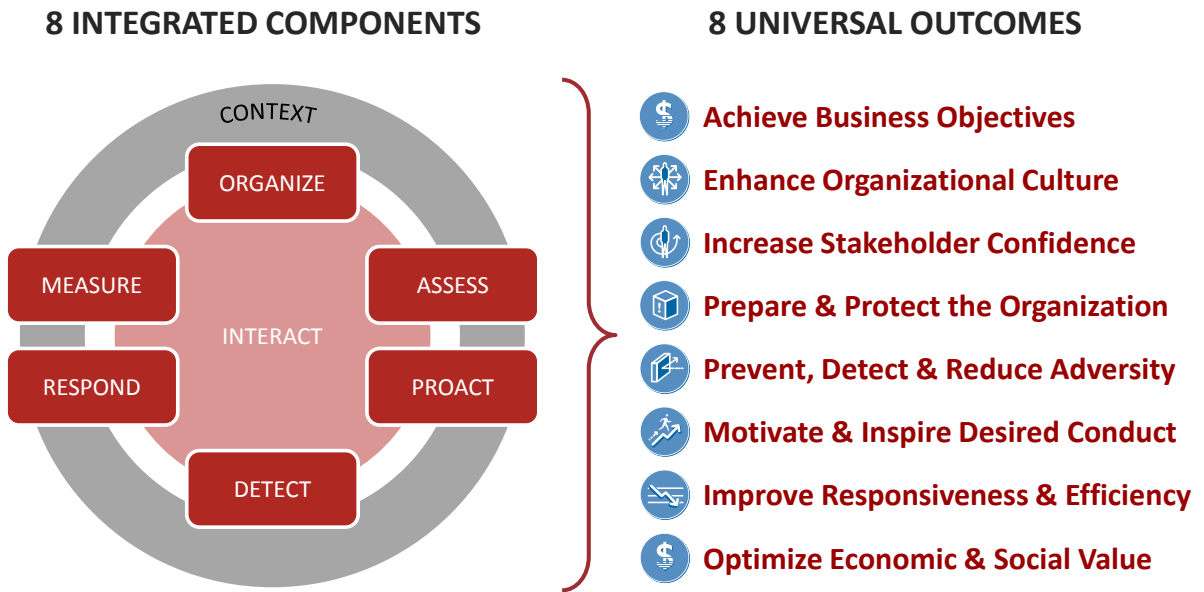 8 INTEGRATED COMPONENTS
8 UNIVERSAL OUTCOMES
CONTEXT
ORGANIZE
MEASURE
ASSESS
INTERACT
RESPOND
PROACT
DETECT
Achieve Business Objectives
Enhance Organizational Culture
Increase Stakeholder Confidence
Prepare & Protect the Organization
Prevent, Detect & Reduce Adversity
Motivate & Inspire Desired Conduct
Improve Responsiveness & Efficiency
Optimize Economic & Social Value